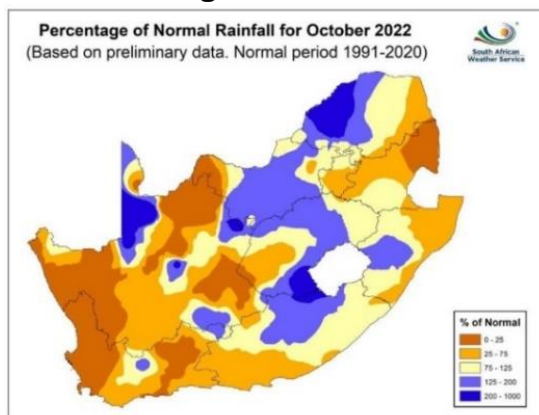 Percentage of Normal Rainfall for October 2022
(Based on preliminary data. Normal period 1991-2020)
South African
Weather Service
% of Normal
0 - 25
25 - 75
75 - 125
125 - 200
200 - 1000